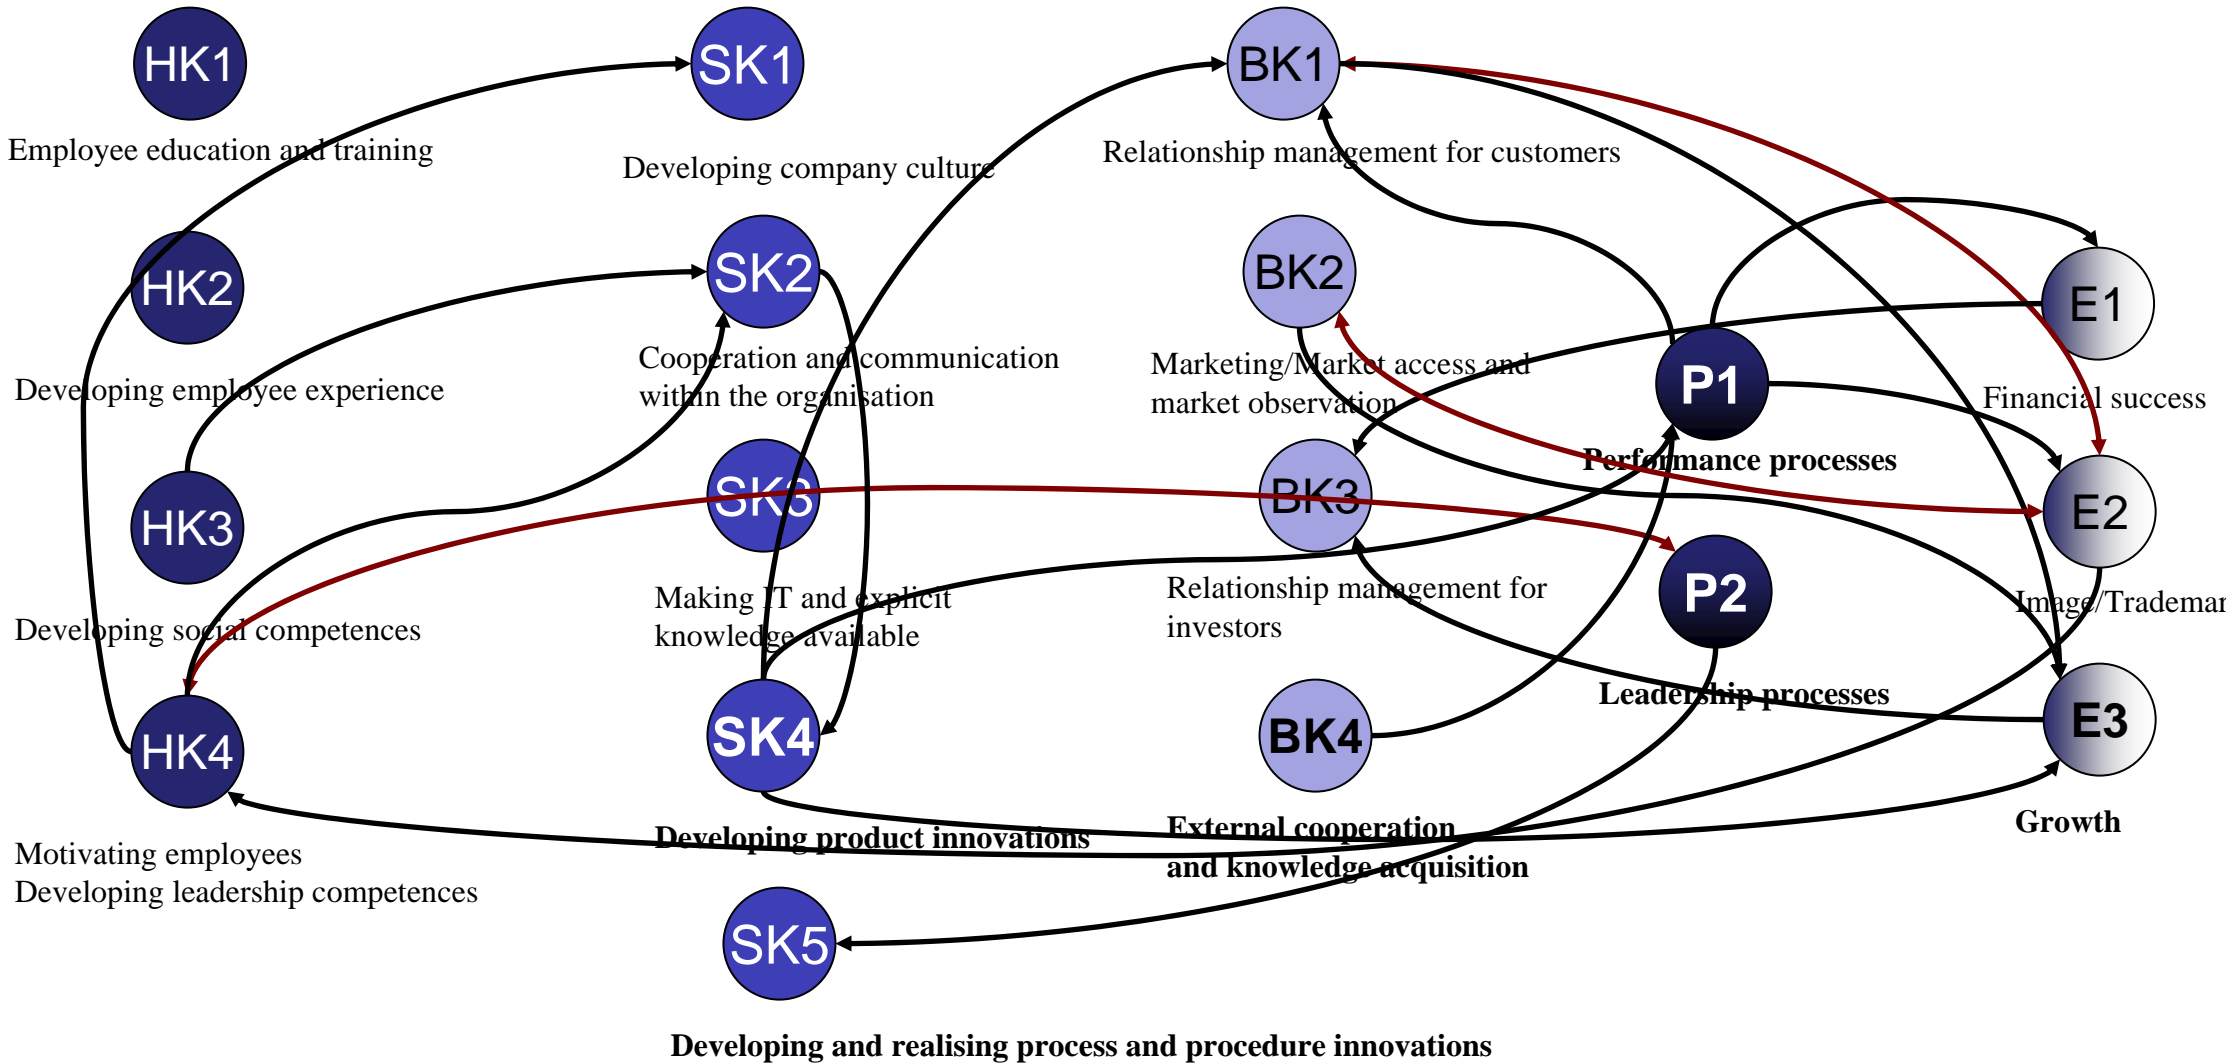 HK1
SK1
BK1
Employee education and training
Developing company culture
Relationship management for customers
HK2
SK2
BK2
E1
Developing employee experience
Cooperation and communication
within the organisation
Marketing/Market access and
market observation
P1
Financial success
Performance processes
HK3
SK3
BK3
E2
Developing social competences
Making IT and explicit
knowledge available
Relationship management for
investors
P2
Image/Trademar
Leadership processes
HK4
SK4
BK4
E3
Motivating employees
Developing leadership competences
Developing product innovations
External cooperation
and knowledge acquisition
Growth
SK5
Developing and realising process and procedure innovations